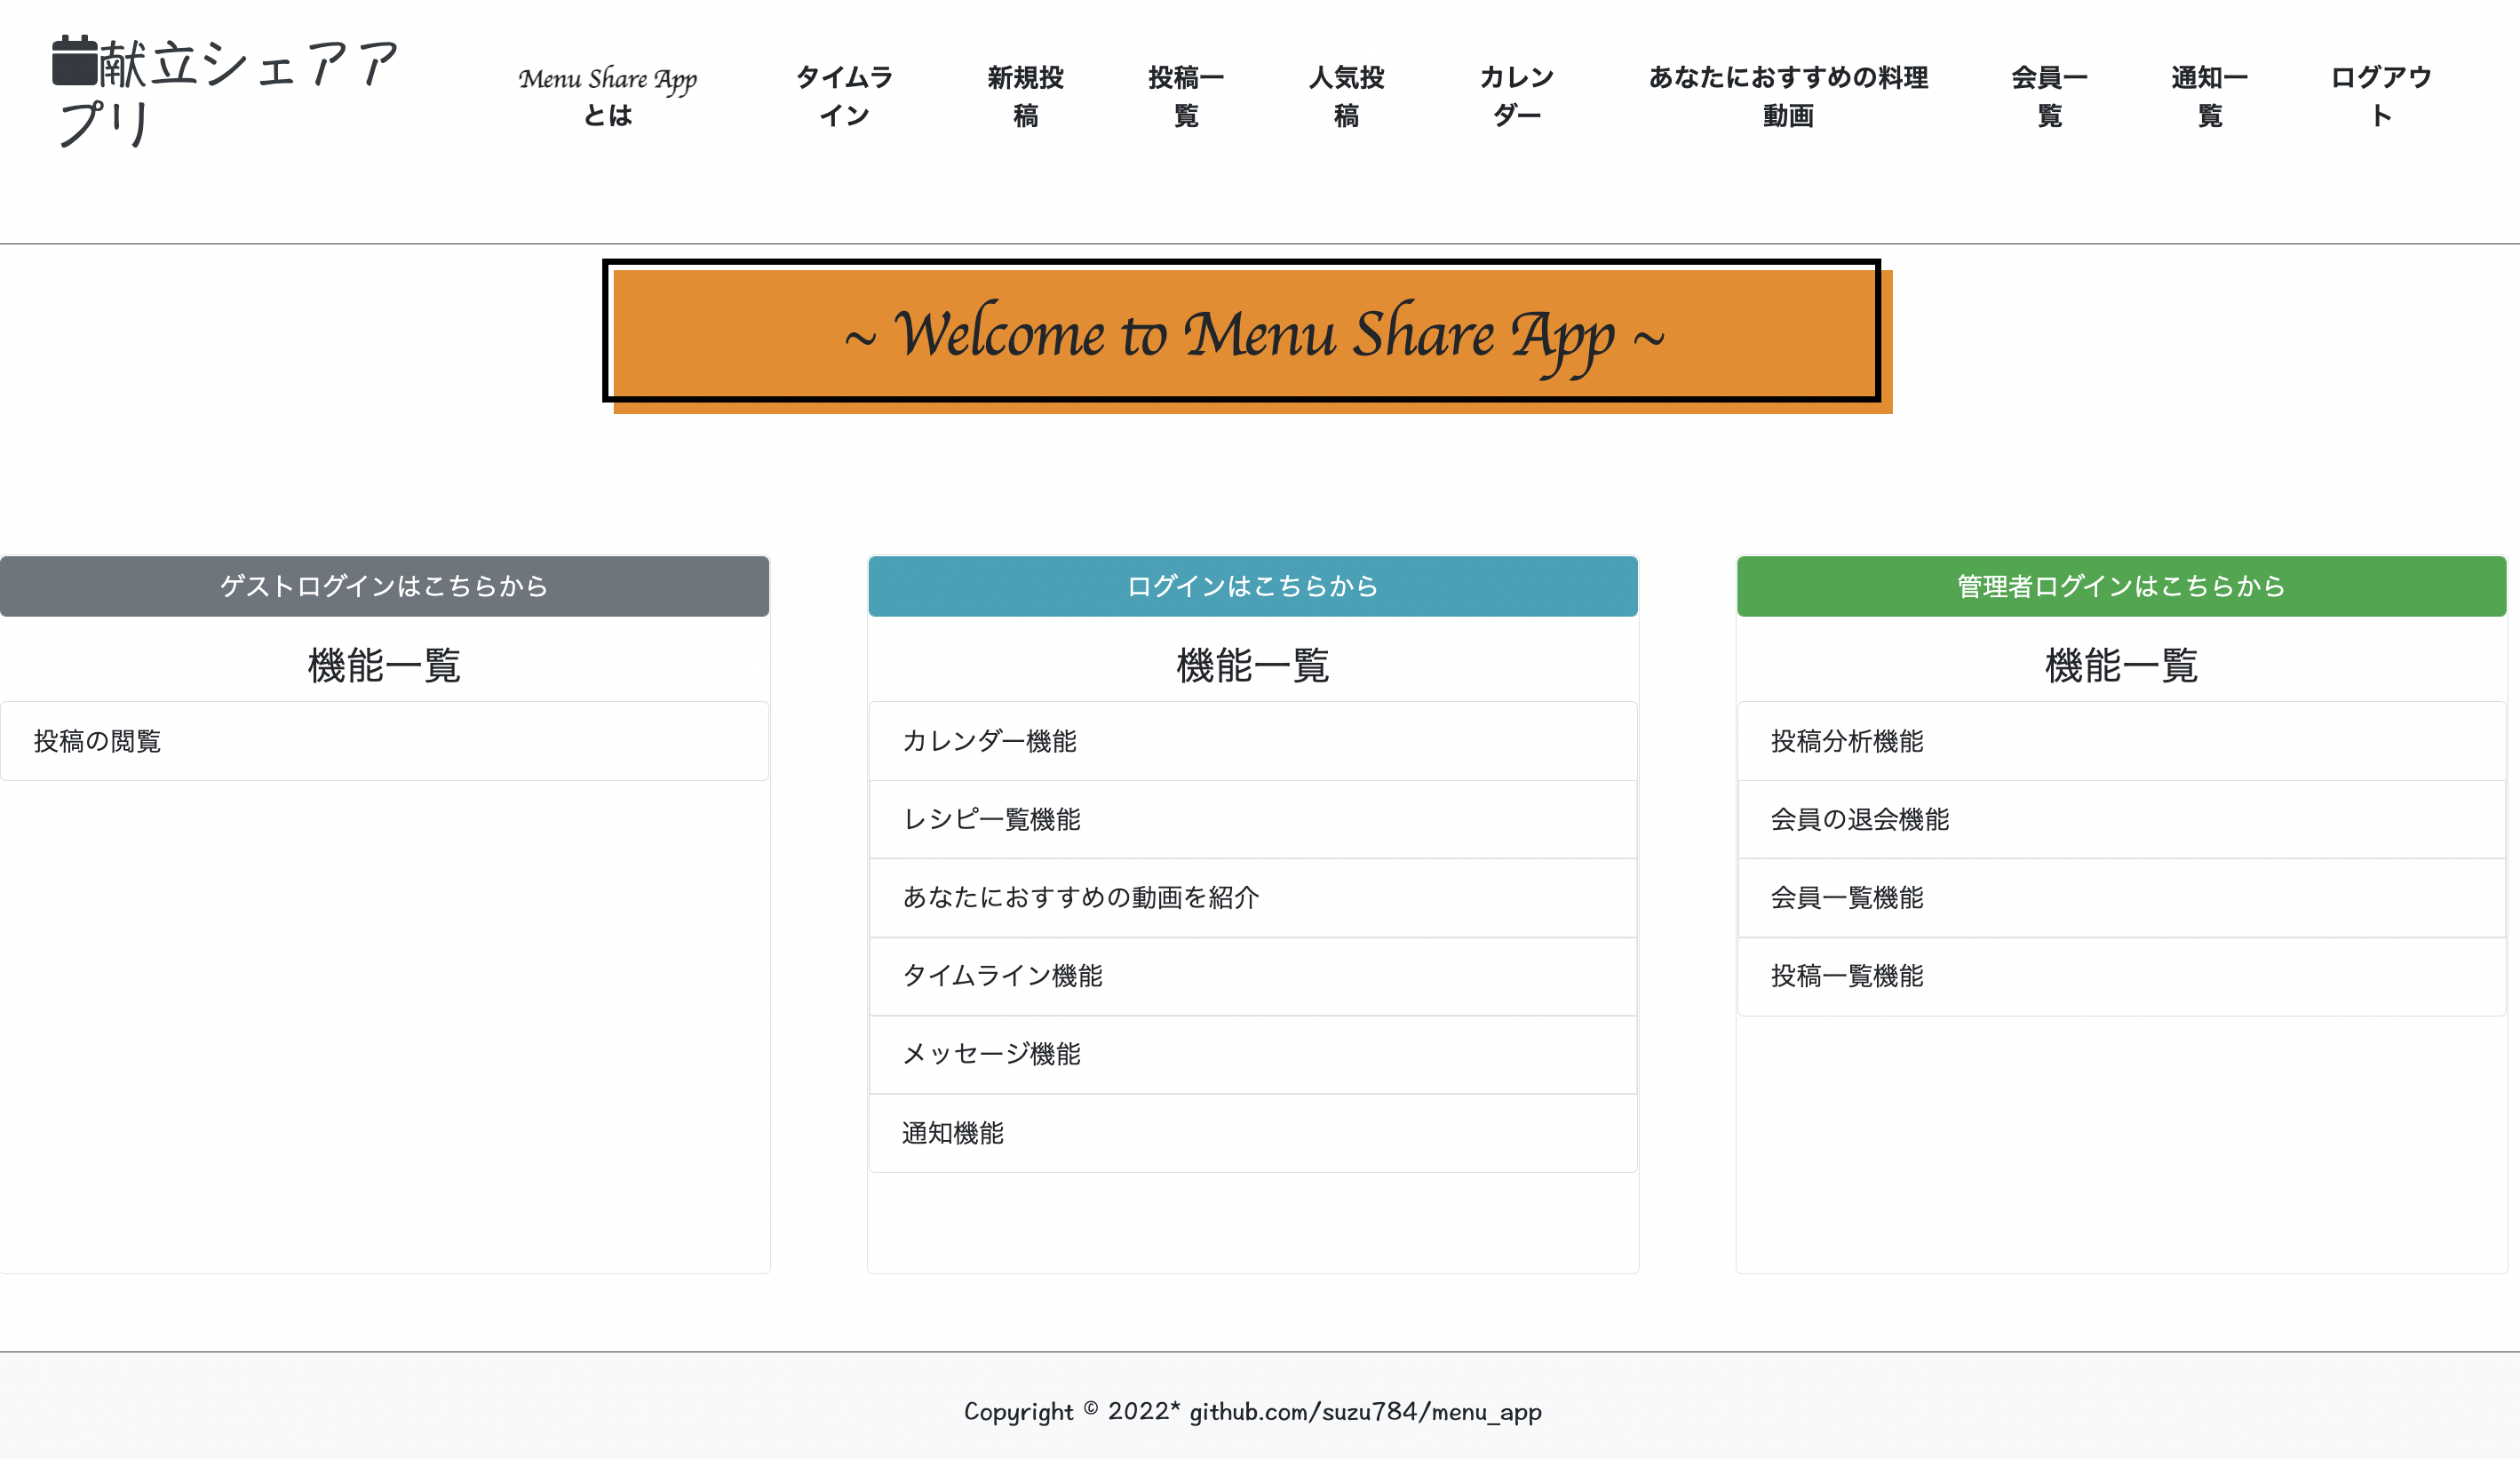 献立シェアア
プリ
Menu Share App
とは
タイムラ
イン
新規投
稿
投稿一
覧
人気投
稿
カレン
ダー
あなたにおすすめの料理
動画
会員一
覧
通知一
覧
ログアウ
ト
~ Welcome to Menu Share App ~
ゲストログインはこちらから
機能一覧
投稿の閲覧
ログインはこちらから
機能一覧
カレンダー機能
レシピ一覧機能
あなたにおすすめの動画を紹介
タイムライン機能
メッセージ機能
通知機能
管理者ログインはこちらから
機能一覧
投稿分析機能
会員の退会機能
会員一覧機能
投稿一覧機能
Copyright © 2022* github.com/suzu784/menu_app